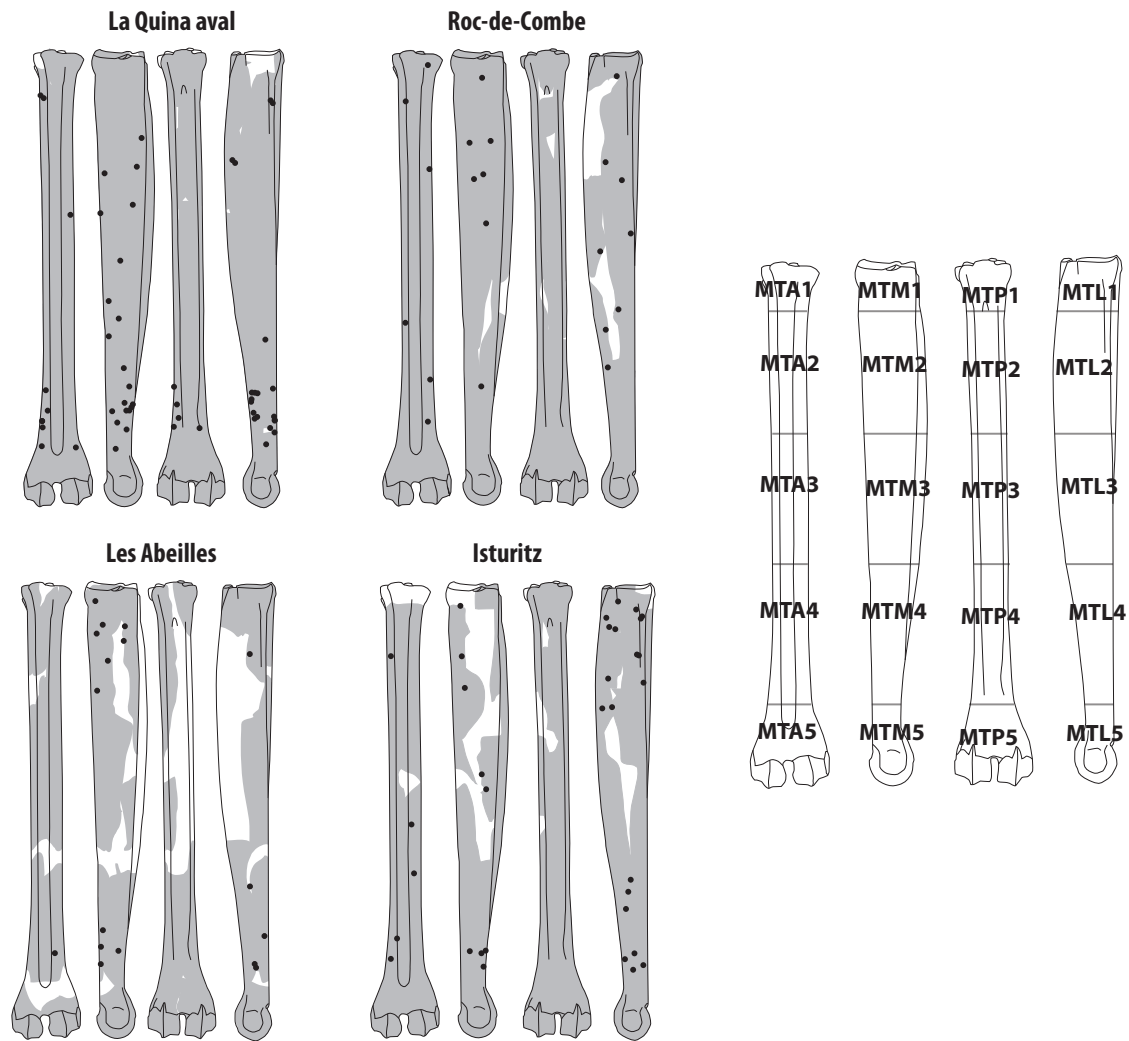 La Quina aval
Roc-de-Combe
MTA1 MTM1 MTP1 MTL1
MTA2 MTM2 MTP2 MTL2
MTA3 MTM3 MTP3 MTL3
MTA4 MTM4 MTP4 MTL4
MTA5 MTM5 MTP5 MTL5
Les Abeilles
Isturitz